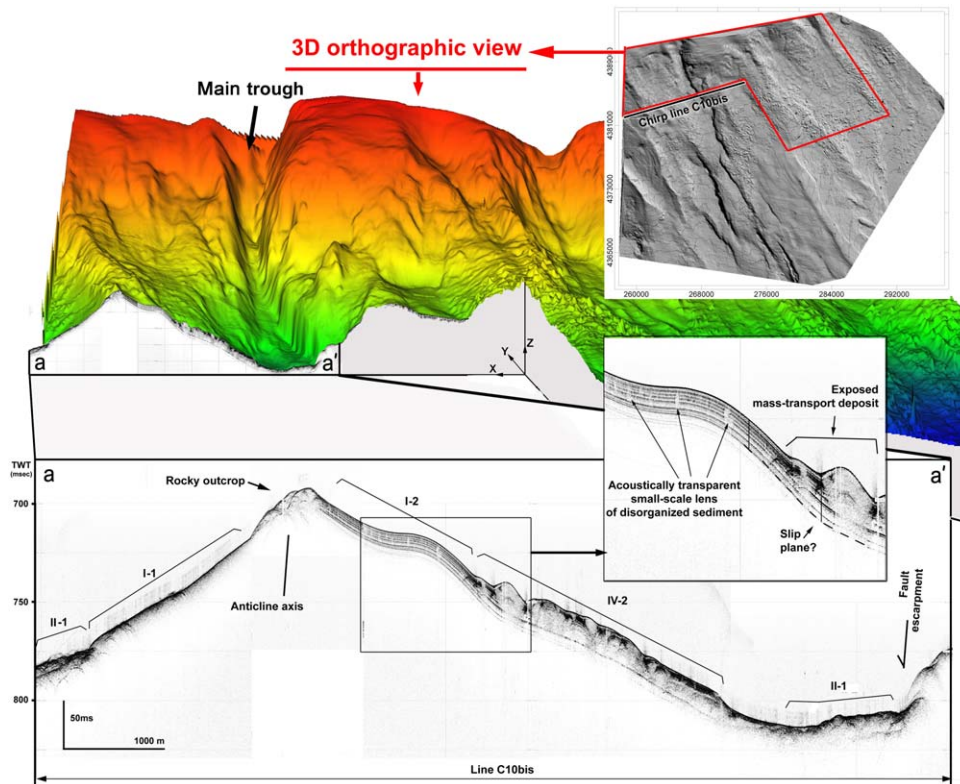 3D orthographic view
Main trough
Chirp line C10bis
4389000
4381000
4373000
4365000
260000
268000
276000
284000
292000
a
a'
Z
Y
X
Exposed
mass-transport deposit
Acoustically transparent
small-scale lens
of disorganized sediment
Slip
plane?
TWT
(msec)
a
a'
700
750
800
Rocky outcrop
I-2
I-1
II-1
Anticline axis
IV-2
Fault
escarpment
II-1
50ms
1000 m
Line C10bis